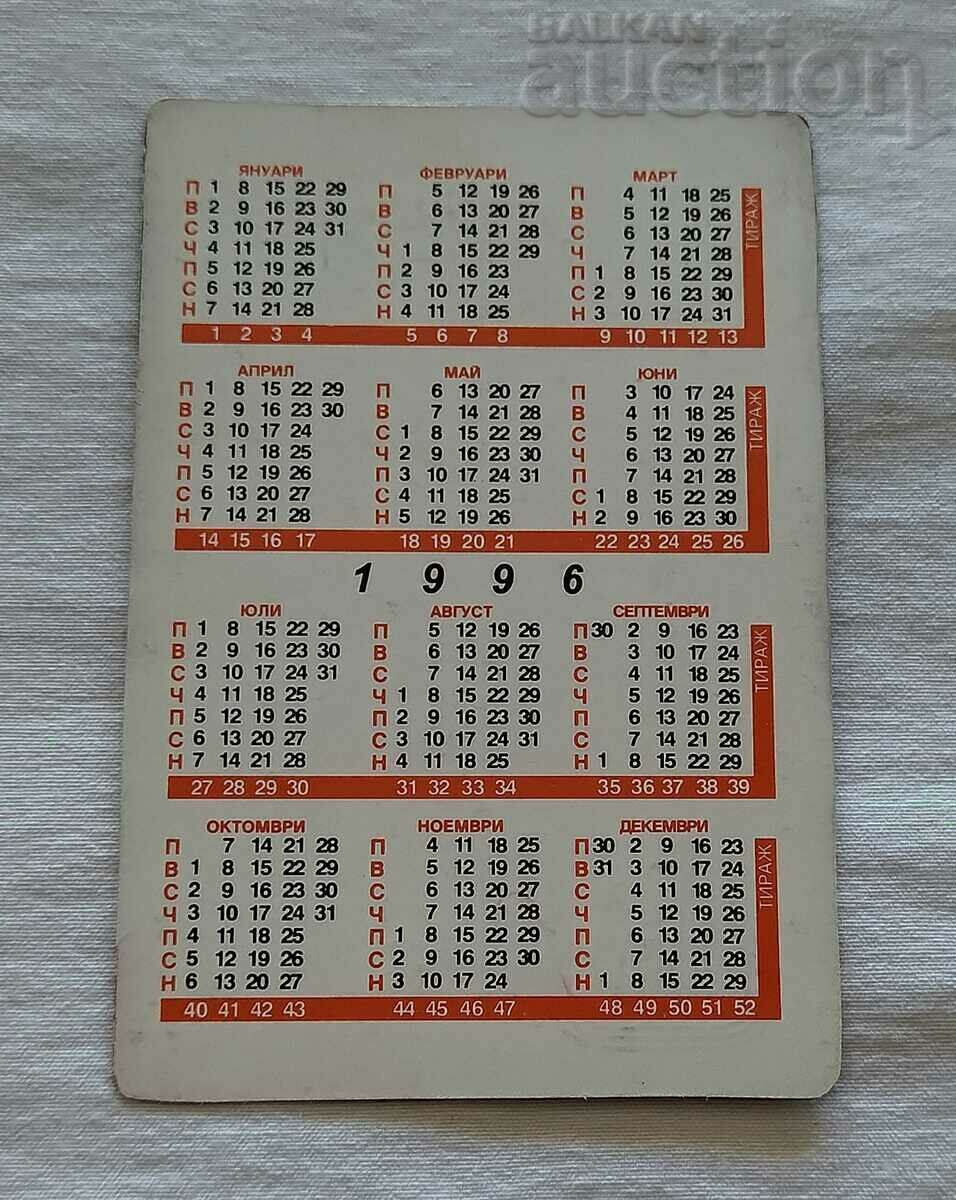 BALKAN
auction
ЯНУАРИ ФЕВРУАРИ МАРТ
П 1 8 15 22 29 П 5 12 19 26 4 11 18 25
В 2 9 16 23 30 В 6 13 20 27 5 12 19 26
С 3 10 17 24 31 С 7 14 21 28 6 13 20 27
Ч 4 11 18 25 Ч 1 8 15 22 29 7 14 21 28
П 5 12 19 26 П 2 9 16 23 П 1 8 15 22 29
С 6 13 20 27 С 3 10 17 24 С 2 9 16 23 30
Н 7 14 21 28 Н 4 11 18 25 Н 3 10 17 24 31
ТИРАЖ
1 2 3 4 5 6 7 8 9 10 11 12 13
АПРИЛ МАЙ ЮНИ
П 1 8 15 22 29 П 6 13 20 27 П 3 10 17 24
В 2 9 16 23 30 В 7 14 21 28 В 4 11 18 25
С 3 10 17 24 С 1 8 15 22 29 С 5 12 19 26
Ч 4 11 18 25 Ч 2 9 16 23 30 Ч 6 13 20 27
П 5 12 19 26 П 3 10 17 24 31 П 7 14 21 28
С 6 13 20 27 С 4 11 18 25 С 1 8 15 22 29
Н 7 14 21 28 Н 5 12 19 26 Н 2 9 16 23 30
ТИРАЖ
14 15 16 17 18 19 20 21 22 23 24 25 26
1 9 9 6
ЮЛИ АВГУСТ СЕПТЕМВРИ
П 1 8 15 22 29 П 5 12 19 26 П 30 2 9 16 23
В 2 9 16 23 30 В 6 13 20 27 В 3 10 17 24
С 3 10 17 24 31 С 7 14 21 28 С 4 11 18 25
Ч 4 11 18 25 Ч 1 8 15 22 29 Ч 5 12 19 26
П 5 12 19 26 П 2 9 16 23 30 П 6 13 20 27
С 6 13 20 27 С 3 10 17 24 31 С 7 14 21 28
Н 7 14 21 28 Н 4 11 18 25 Н 1 8 15 22 29
ТИРАЖ
27 28 29 30 31 32 33 34 35 36 37 38 39
ОКТОМВРИ НОЕМВРИ ДЕКЕМВРИ
П 7 14 21 28 П 4 11 18 25 П 30 2 9 16 23
В 1 8 15 22 29 В 5 12 19 26 В 31 3 10 17 24
С 2 9 16 23 30 С 6 13 20 27 С 4 11 18 25
Ч 3 10 17 24 31 Ч 7 14 21 28 Ч 5 12 19 26
П 4 11 18 25 П 1 8 15 22 29 П 6 13 20 27
С 5 12 19 26 С 2 9 16 23 30 С 7 14 21 28
Н 6 13 20 27 Н 3 10 17 24 Н 1 8 15 22 29
ТИРАЖ
40 41 42 43 44 45 46 47 48 49 50 51 52